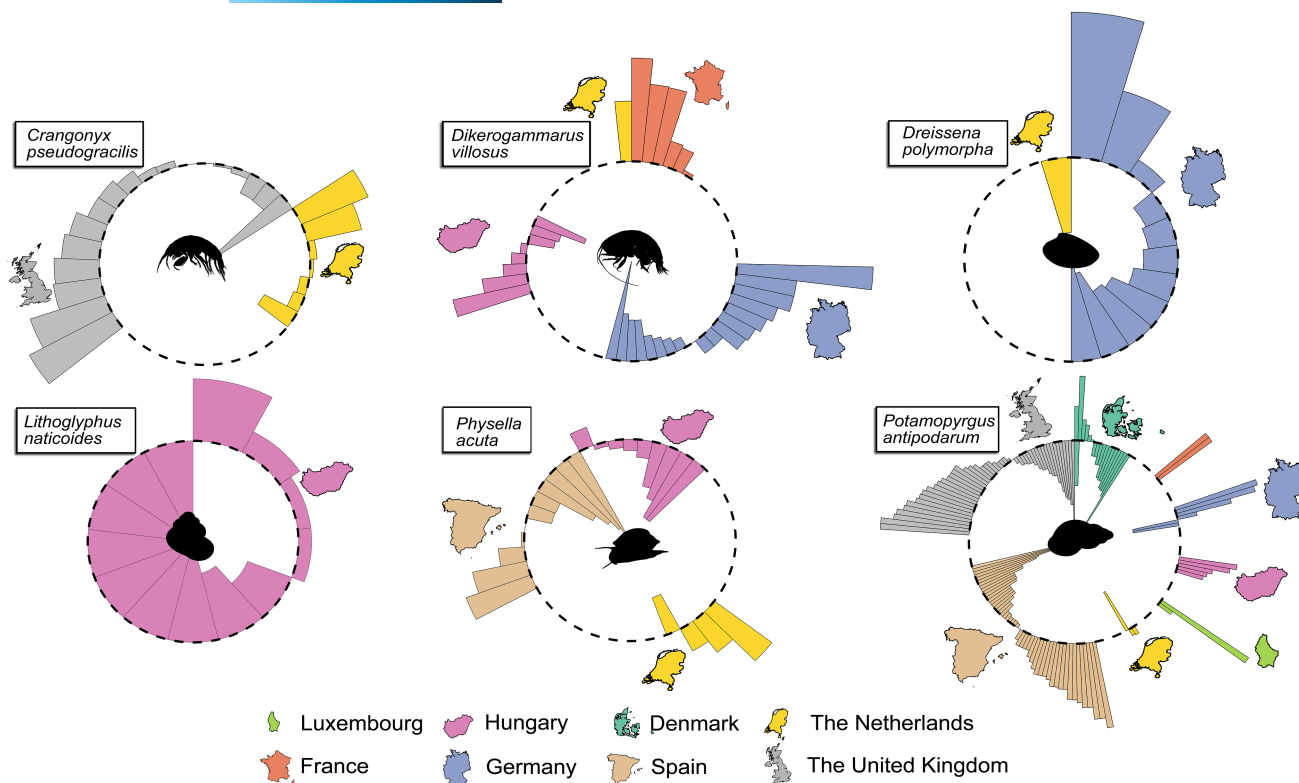 Crangonyx
pseudogracilis
Dikerogammarus
villosus
Dreissena
polymorpha
Lithoglyphus
naticoides
Physella
acuta
Potamopyrgus
antipodarum
Luxembourg
Hungary
Denmark
The Netherlands
France
Germany
Spain
The United Kingdom